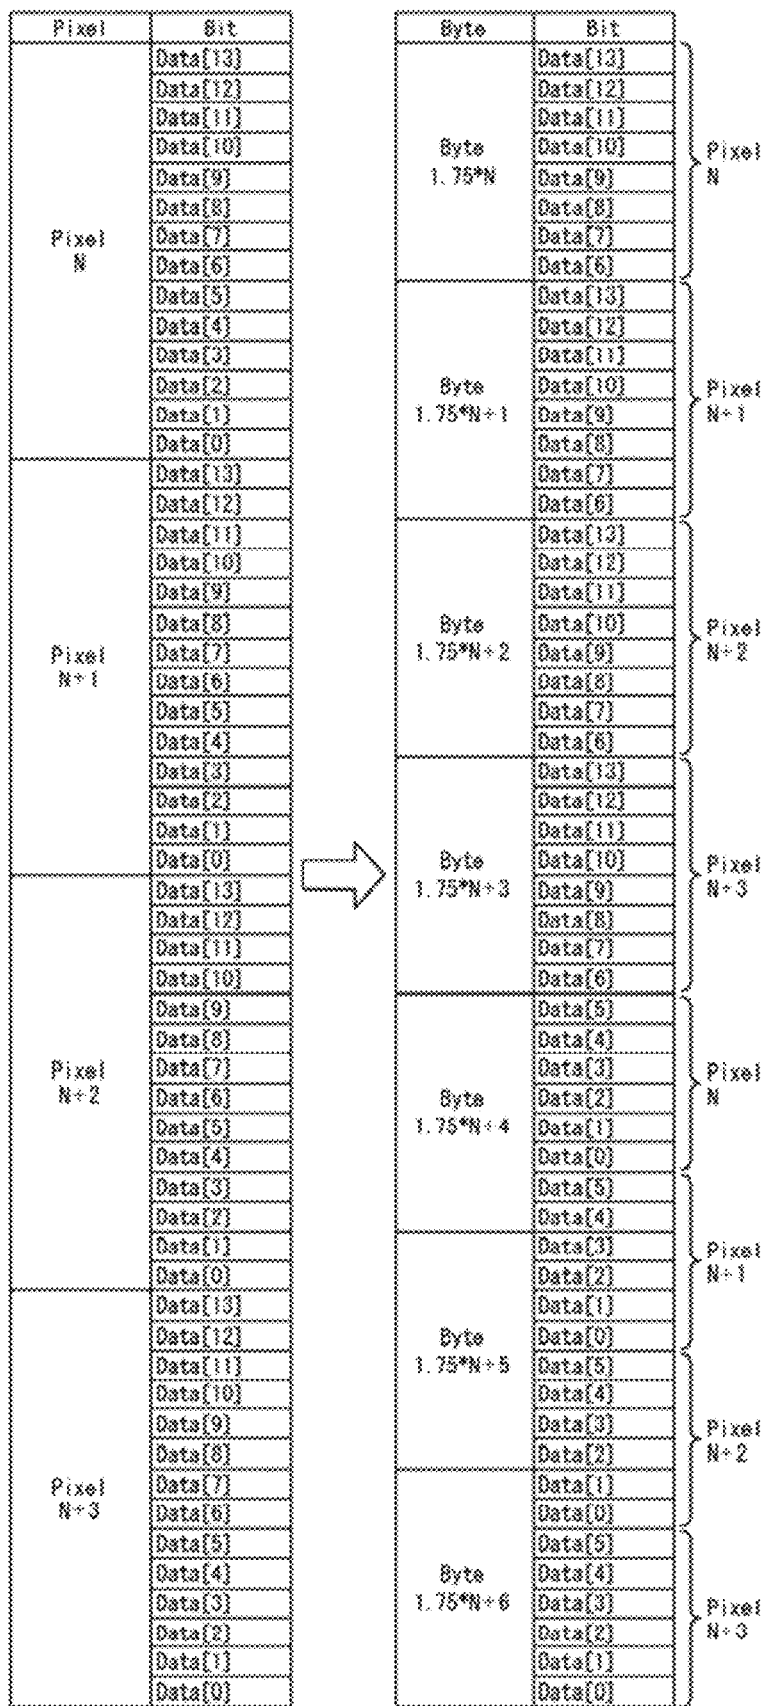 Pixel Bit
Data[13]
Data[12]
Data[11]
Data[10]
Data[9]
Data[8]
Data[7]
Data[6]
Data[5]
Data[4]
Data[3]
Data[2]
Data[1]
Data[0]
Pixel
N
Data[13]
Data[12]
Data[11]
Data[10]
Data[9]
Data[8]
Data[7]
Data[6]
Data[5]
Data[4]
Data[3]
Data[2]
Data[1]
Data[0]
Pixel
N+1
Data[13]
Data[12]
Data[11]
Data[10]
Data[9]
Data[8]
Data[7]
Data[6]
Data[5]
Data[4]
Data[3]
Data[2]
Data[1]
Data[0]
Pixel
N+2
Data[13]
Data[12]
Data[11]
Data[10]
Data[9]
Data[8]
Data[7]
Data[6]
Data[5]
Data[4]
Data[3]
Data[2]
Data[1]
Data[0]
Pixel
N+3
Byte Bit
Byte
1.75*N
Data[13]
Data[12]
Data[11]
Data[10]
Data[9]
Data[8]
Data[7]
Data[6]
Pixel
N
Byte
1.75*N+1
Data[13]
Data[12]
Data[11]
Data[10]
Data[9]
Data[8]
Data[7]
Data[6]
Pixel
N+1
Byte
1.75*N+2
Data[13]
Data[12]
Data[11]
Data[10]
Data[9]
Data[8]
Data[7]
Data[6]
Pixel
N+2
Byte
1.75*N+3
Data[13]
Data[12]
Data[11]
Data[10]
Data[9]
Data[8]
Data[7]
Data[6]
Pixel
N+3
Byte
1.75*N+4
Data[5]
Data[4]
Data[3]
Data[2]
Data[1]
Data[0]
Pixel
N
Data[5]
Data[4]
Byte
1.75*N+5
Data[3]
Data[2]
Data[1]
Data[0]
Pixel
N+1
Data[5]
Data[4]
Data[3]
Data[2]
Byte
1.75*N+6
Data[1]
Data[0]
Pixel
N+2
Data[5]
Data[4]
Data[3]
Data[2]
Data[1]
Data[0]
Pixel
N+3